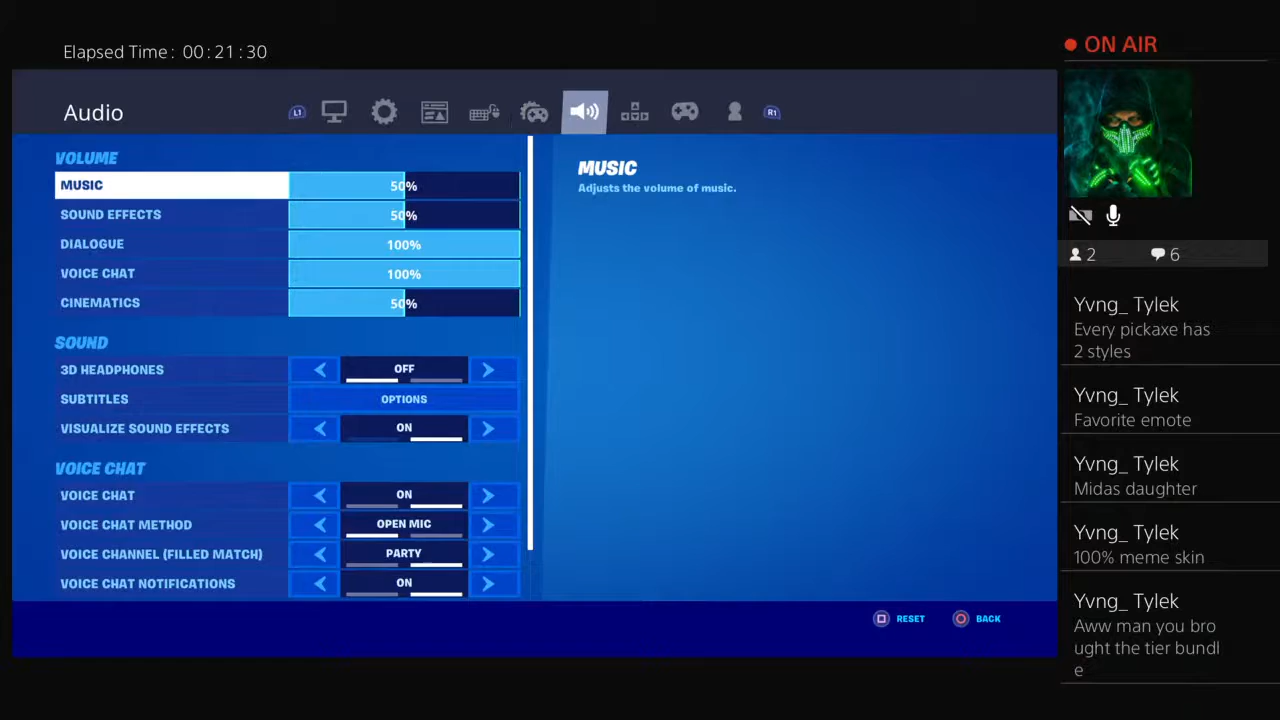 Elapsed Time: 00:21:30
ON AIR
Audio
L1
R1
VOLUME
MUSIC 50%
SOUND EFFECTS 50%
DIALOGUE 100%
VOICE CHAT 100%
CINEMATICS 50%
SOUND
3D HEADPHONES OFF
SUBTITLES OPTIONS
VISUALIZE SOUND EFFECTS ON
VOICE CHAT
VOICE CHAT ON
VOICE CHAT METHOD OPEN MIC
VOICE CHANNEL (FILLED MATCH) PARTY
VOICE CHAT NOTIFICATIONS ON
MUSIC
Adjusts the volume of music.
RESET
BACK
2 6
Yvng_ Tylek
Every pickaxe has
2 styles
Yvng_ Tylek
Favorite emote
Yvng_ Tylek
Midas daughter
Yvng_ Tylek
100% meme skin
Yvng_ Tylek
Aww man you bro
ught the tier bundl
e